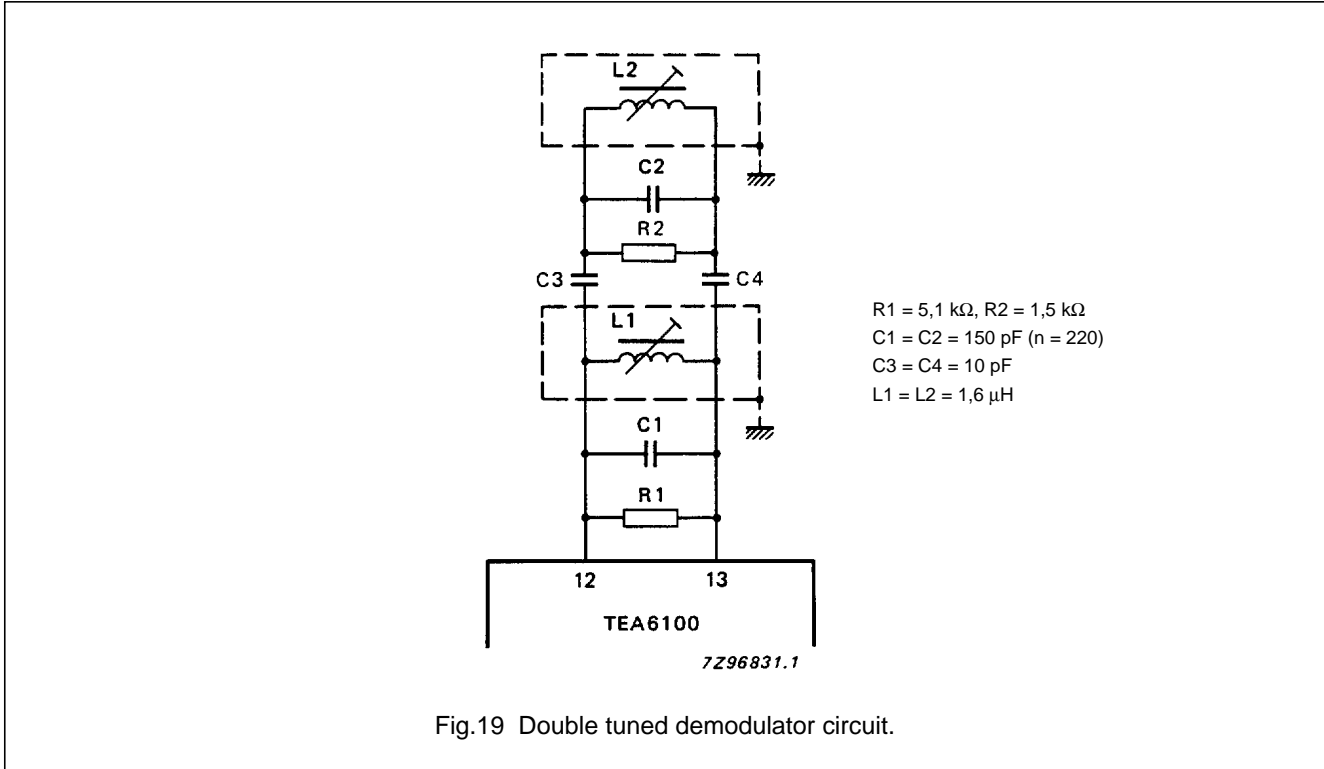 L2
C2
R2
C3
C4
L1
C1
R1
12
13
TEA6100
7Z96831.1
R1 = 5,1 kΩ, R2 = 1,5 kΩ
C1 = C2 = 150 pF (n = 220)
C3 = C4 = 10 pF
L1 = L2 = 1,6 μH
Fig.19 Double tuned demodulator circuit.